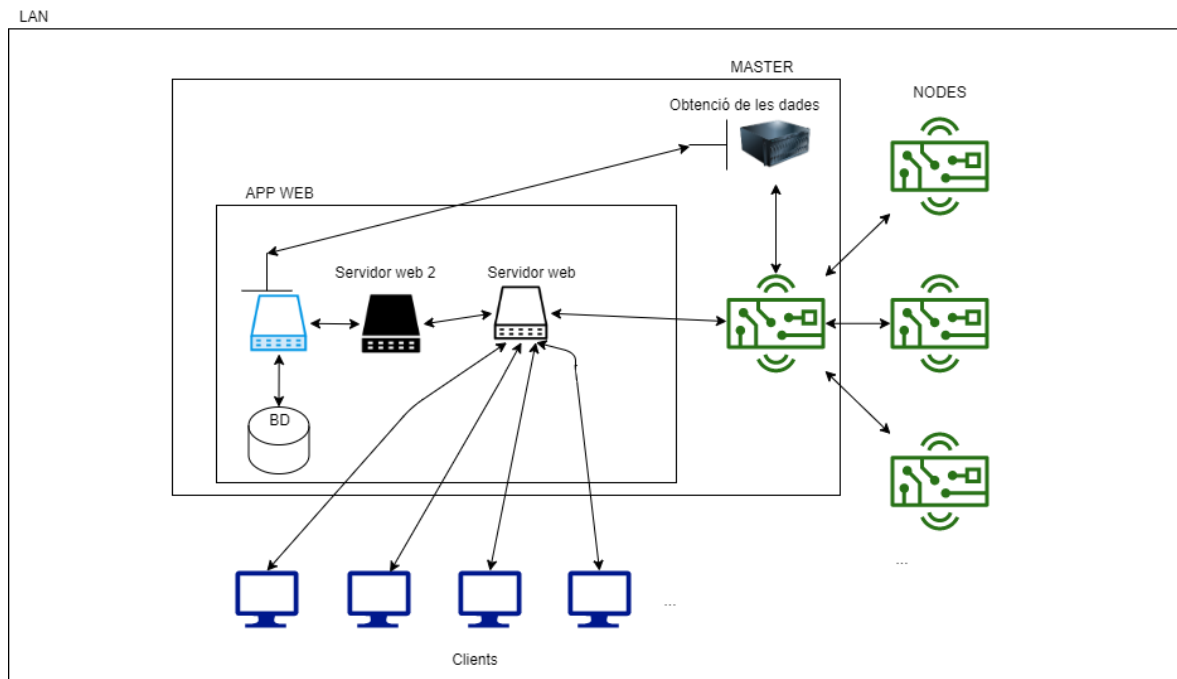 LAN
MASTER
Obtenció de les dades
NODES
APP WEB
Servidor web 2
Servidor web
BD
...
...
Clients